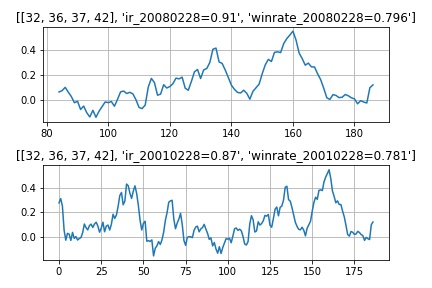 [[32, 36, 37, 42], 'ir_20080228=0.91', 'winrate_20080228=0.796']
0.4
0.2
0.0
80 100 120 140 160 180
[[32, 36, 37, 42], 'ir_20010228=0.87', 'winrate_20010228=0.781']
0.4
0.2
0.0
0 25 50 75 100 125 150 175